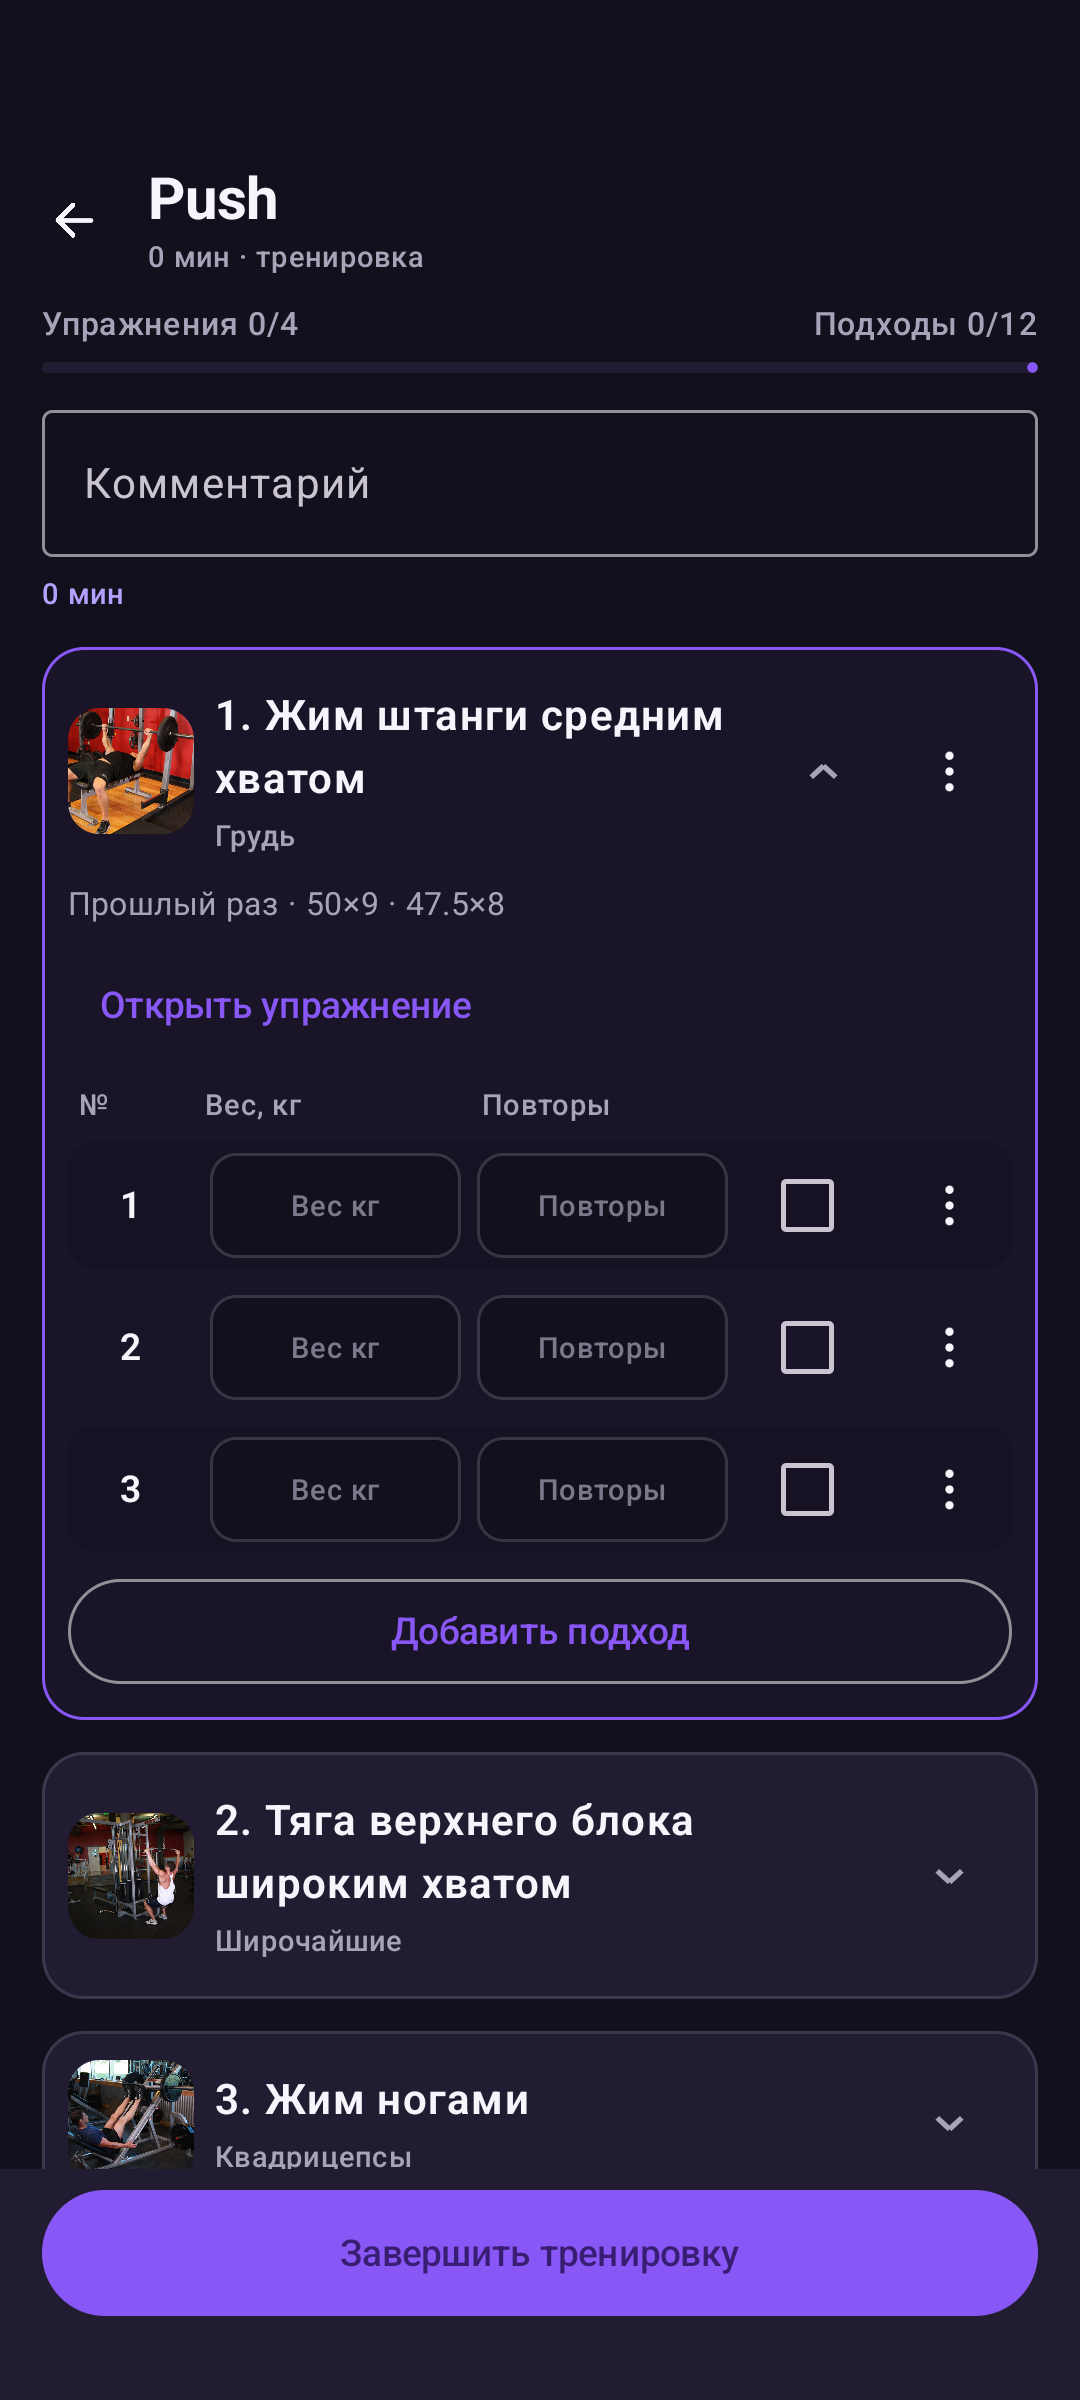 Push
0 мин · тренировка
Упражнения 0/4
Подходы 0/12
Комментарий
0 мин
1. Жим штанги средним
хватом
Грудь
Прошлый раз · 50×9 · 47.5×8
Открыть упражнение
№ Вес, кг Повторы
1 Вес кг Повторы
2 Вес кг Повторы
3 Вес кг Повторы
Добавить подход
2. Тяга верхнего блока
широким хватом
Широчайшие
3. Жим ногами
Квадрицепсы
Завершить тренировку